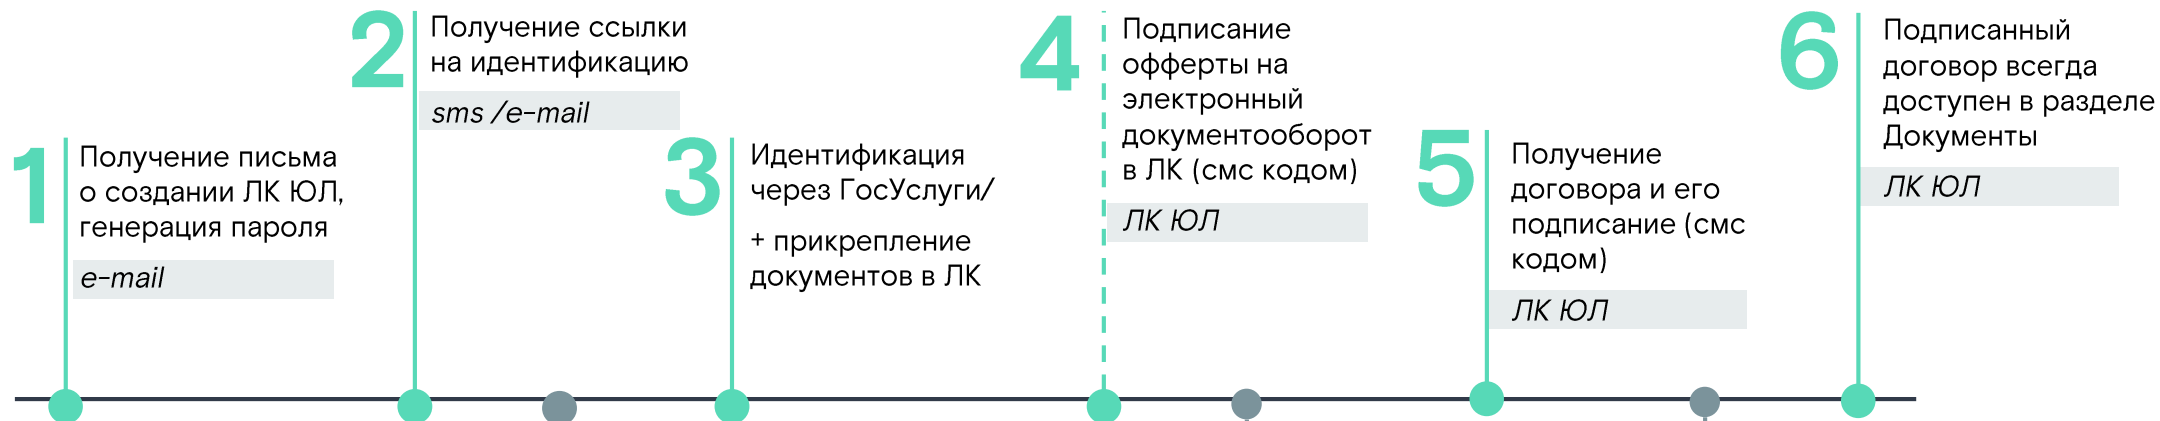 1
Получение письма
о создании ЛК ЮЛ,
генерация пароля
e-mail
2
Получение ссылки
на идентификацию
sms /e-mail
3
Идентификация
через ГосУслуги/
+ прикрепление
документов в ЛК
4
Подписание
офферты на
электронный
документооборот
в ЛК (смс кодом)
ЛК ЮЛ
5
Получение
договора и его
подписание (смс
кодом)
ЛК ЮЛ
6
Подписанный
договор всегда
доступен в разделе
Документы
ЛК ЮЛ